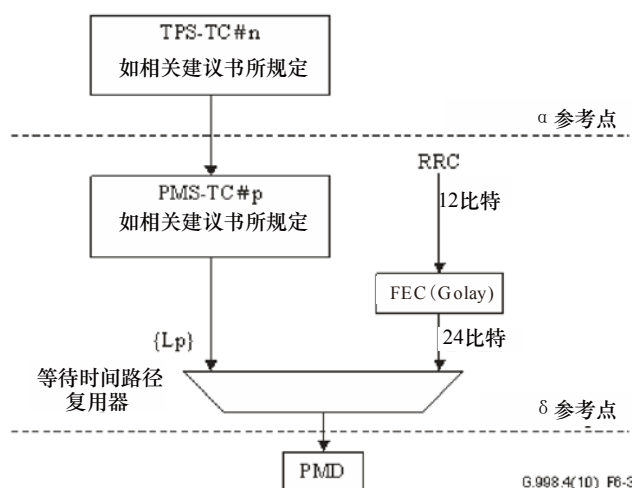 TPS-TC#n
如相关建议书所规定
α 参考点
RRC
PMS-TC#p
如相关建议书所规定
12比特
FEC(Golay)
24比特
{Lp}
等待时间路径
复用器
δ 参考点
PMD
G.998.4(10)_F6-3